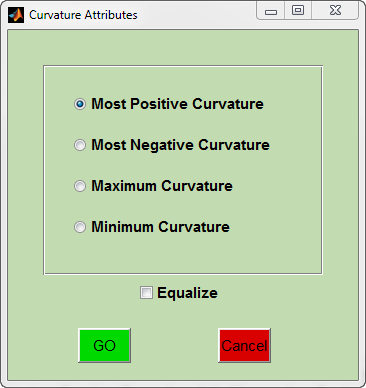 Curvature Attributes
Most Positive Curvature
Most Negative Curvature
Maximum Curvature
Minimum Curvature
Equalize
GO Cancel